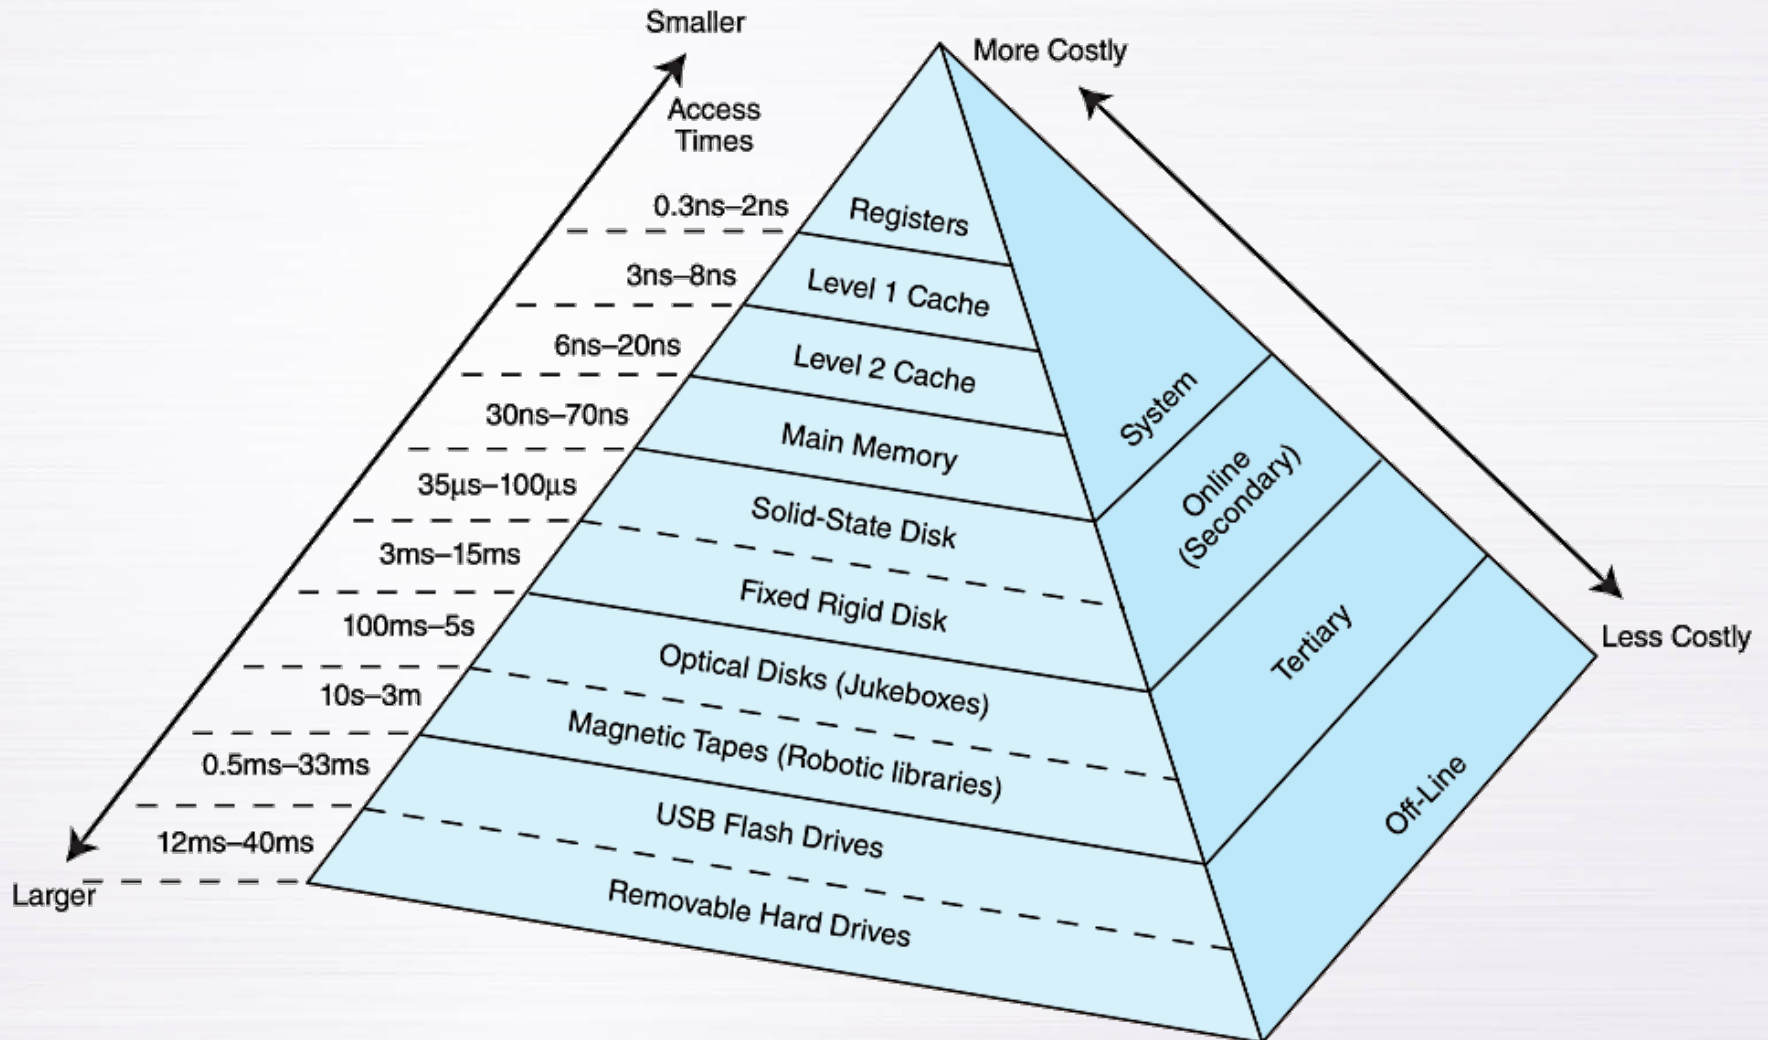 Smaller
More Costly
Access
Times
0.3ns–2ns
Registers
3ns–8ns
Level 1 Cache
6ns–20ns
Level 2 Cache
30ns–70ns
Main Memory
System
35µs–100µs
Solid-State Disk
Online
(Secondary)
3ms–15ms
Fixed Rigid Disk
100ms–5s
Optical Disks (Jukeboxes)
Tertiary
Less Costly
10s–3m
Magnetic Tapes (Robotic libraries)
0.5ms–33ms
USB Flash Drives
Off-Line
12ms–40ms
Removable Hard Drives
Larger